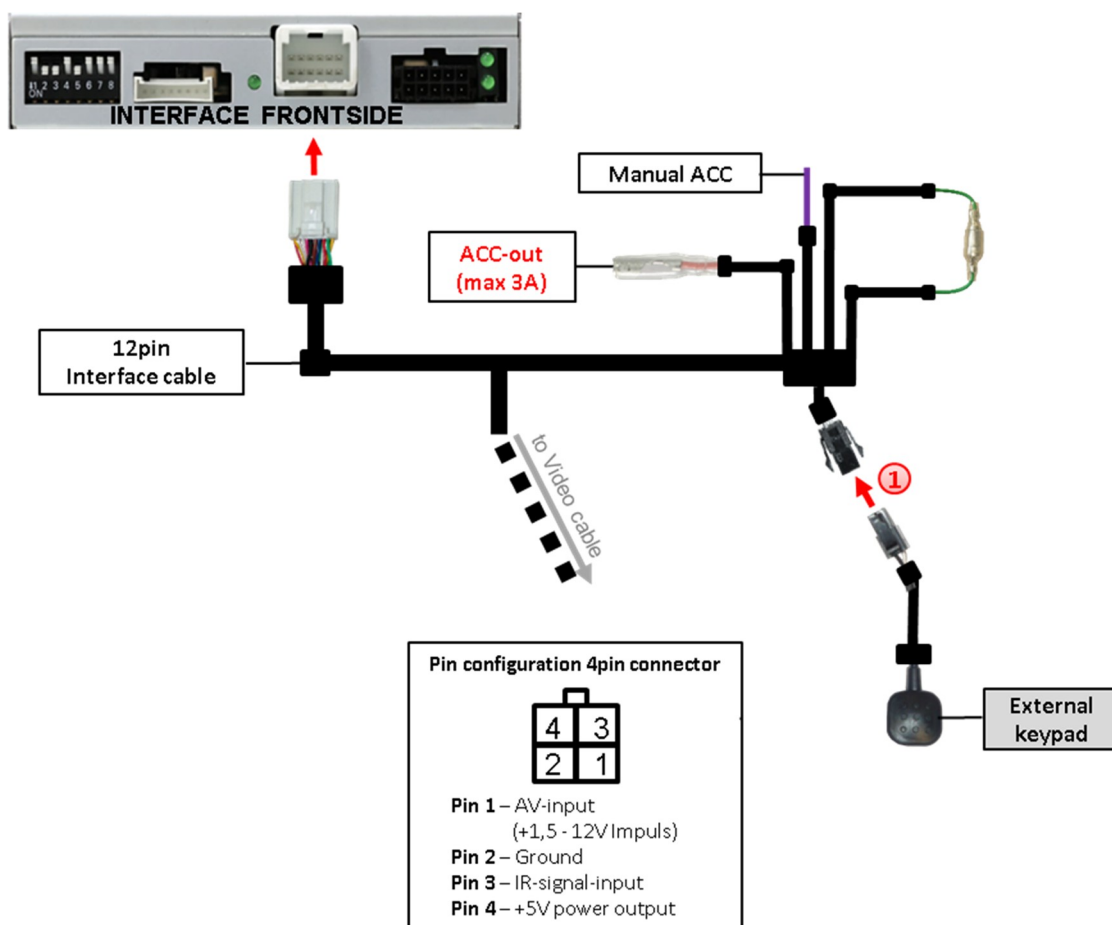 1 2 3 4 5 6 7 8
ON
INTERFACE FRONTSIDE
Manual ACC
ACC-out
(max 3A)
12pin
Interface cable
to Video cable
1
Pin configuration 4pin connector
4 3
2 1
Pin 1 – AV-input
(+1,5 - 12V Impuls)
Pin 2 – Ground
Pin 3 – IR-signal-input
Pin 4 – +5V power output
External
keypad